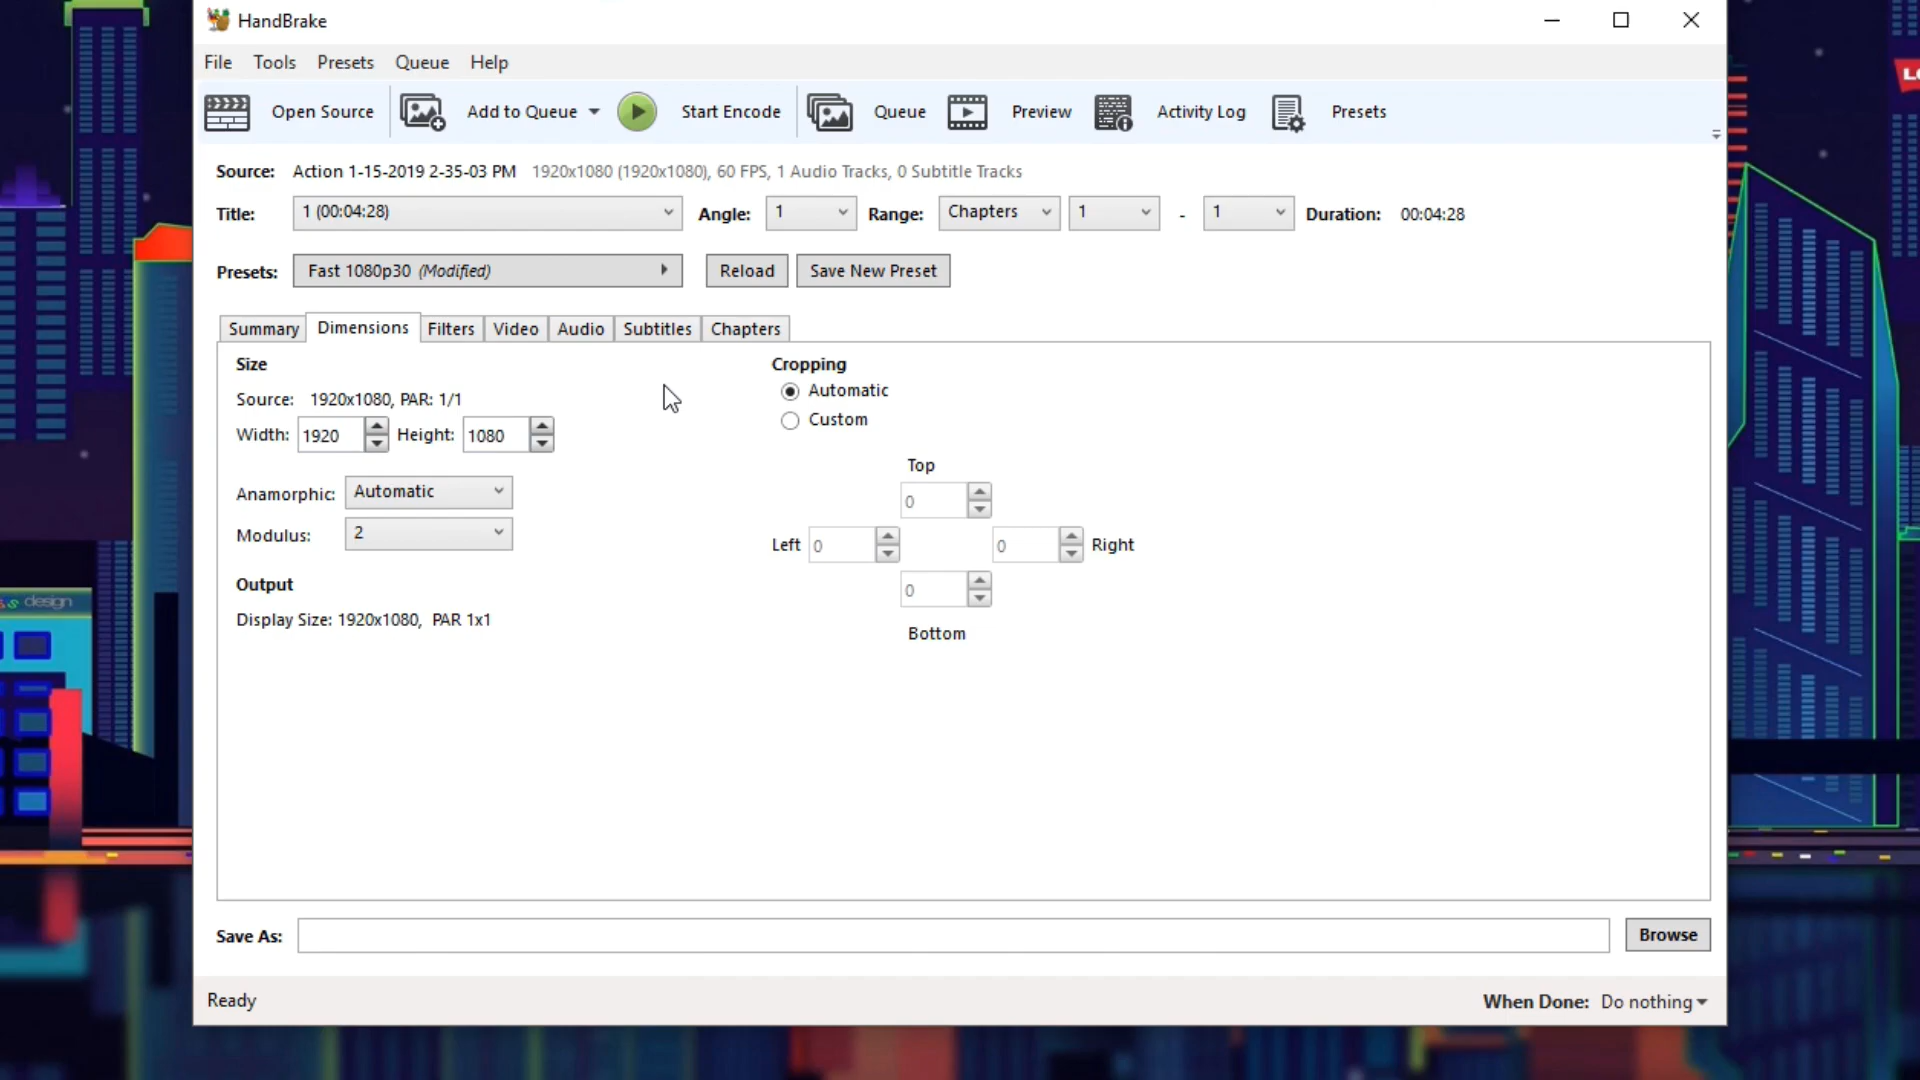 HandBrake
File Tools Presets Queue Help
Open Source Add to Queue Start Encode Queue Preview Activity Log Presets
Source: Action 1-15-2019 2-35-03 PM 1920x1080 (1920x1080), 60 FPS, 1 Audio Tracks, 0 Subtitle Tracks
Title: 1 (00:04:28) Angle: 1 Range: Chapters 1 - 1 Duration: 00:04:28
Presets: Fast 1080p30 (Modified) Reload Save New Preset
Summary Dimensions Filters Video Audio Subtitles Chapters
Size
Cropping
Source: 1920x1080, PAR: 1/1
Automatic
Width: 1920 Height: 1080
Custom
Top
Anamorphic: Automatic
0
Modulus: 2
Left 0 0 Right
Output
0
Display Size: 1920x1080, PAR 1x1
Bottom
design
Save As: Browse
Ready When Done: Do nothing